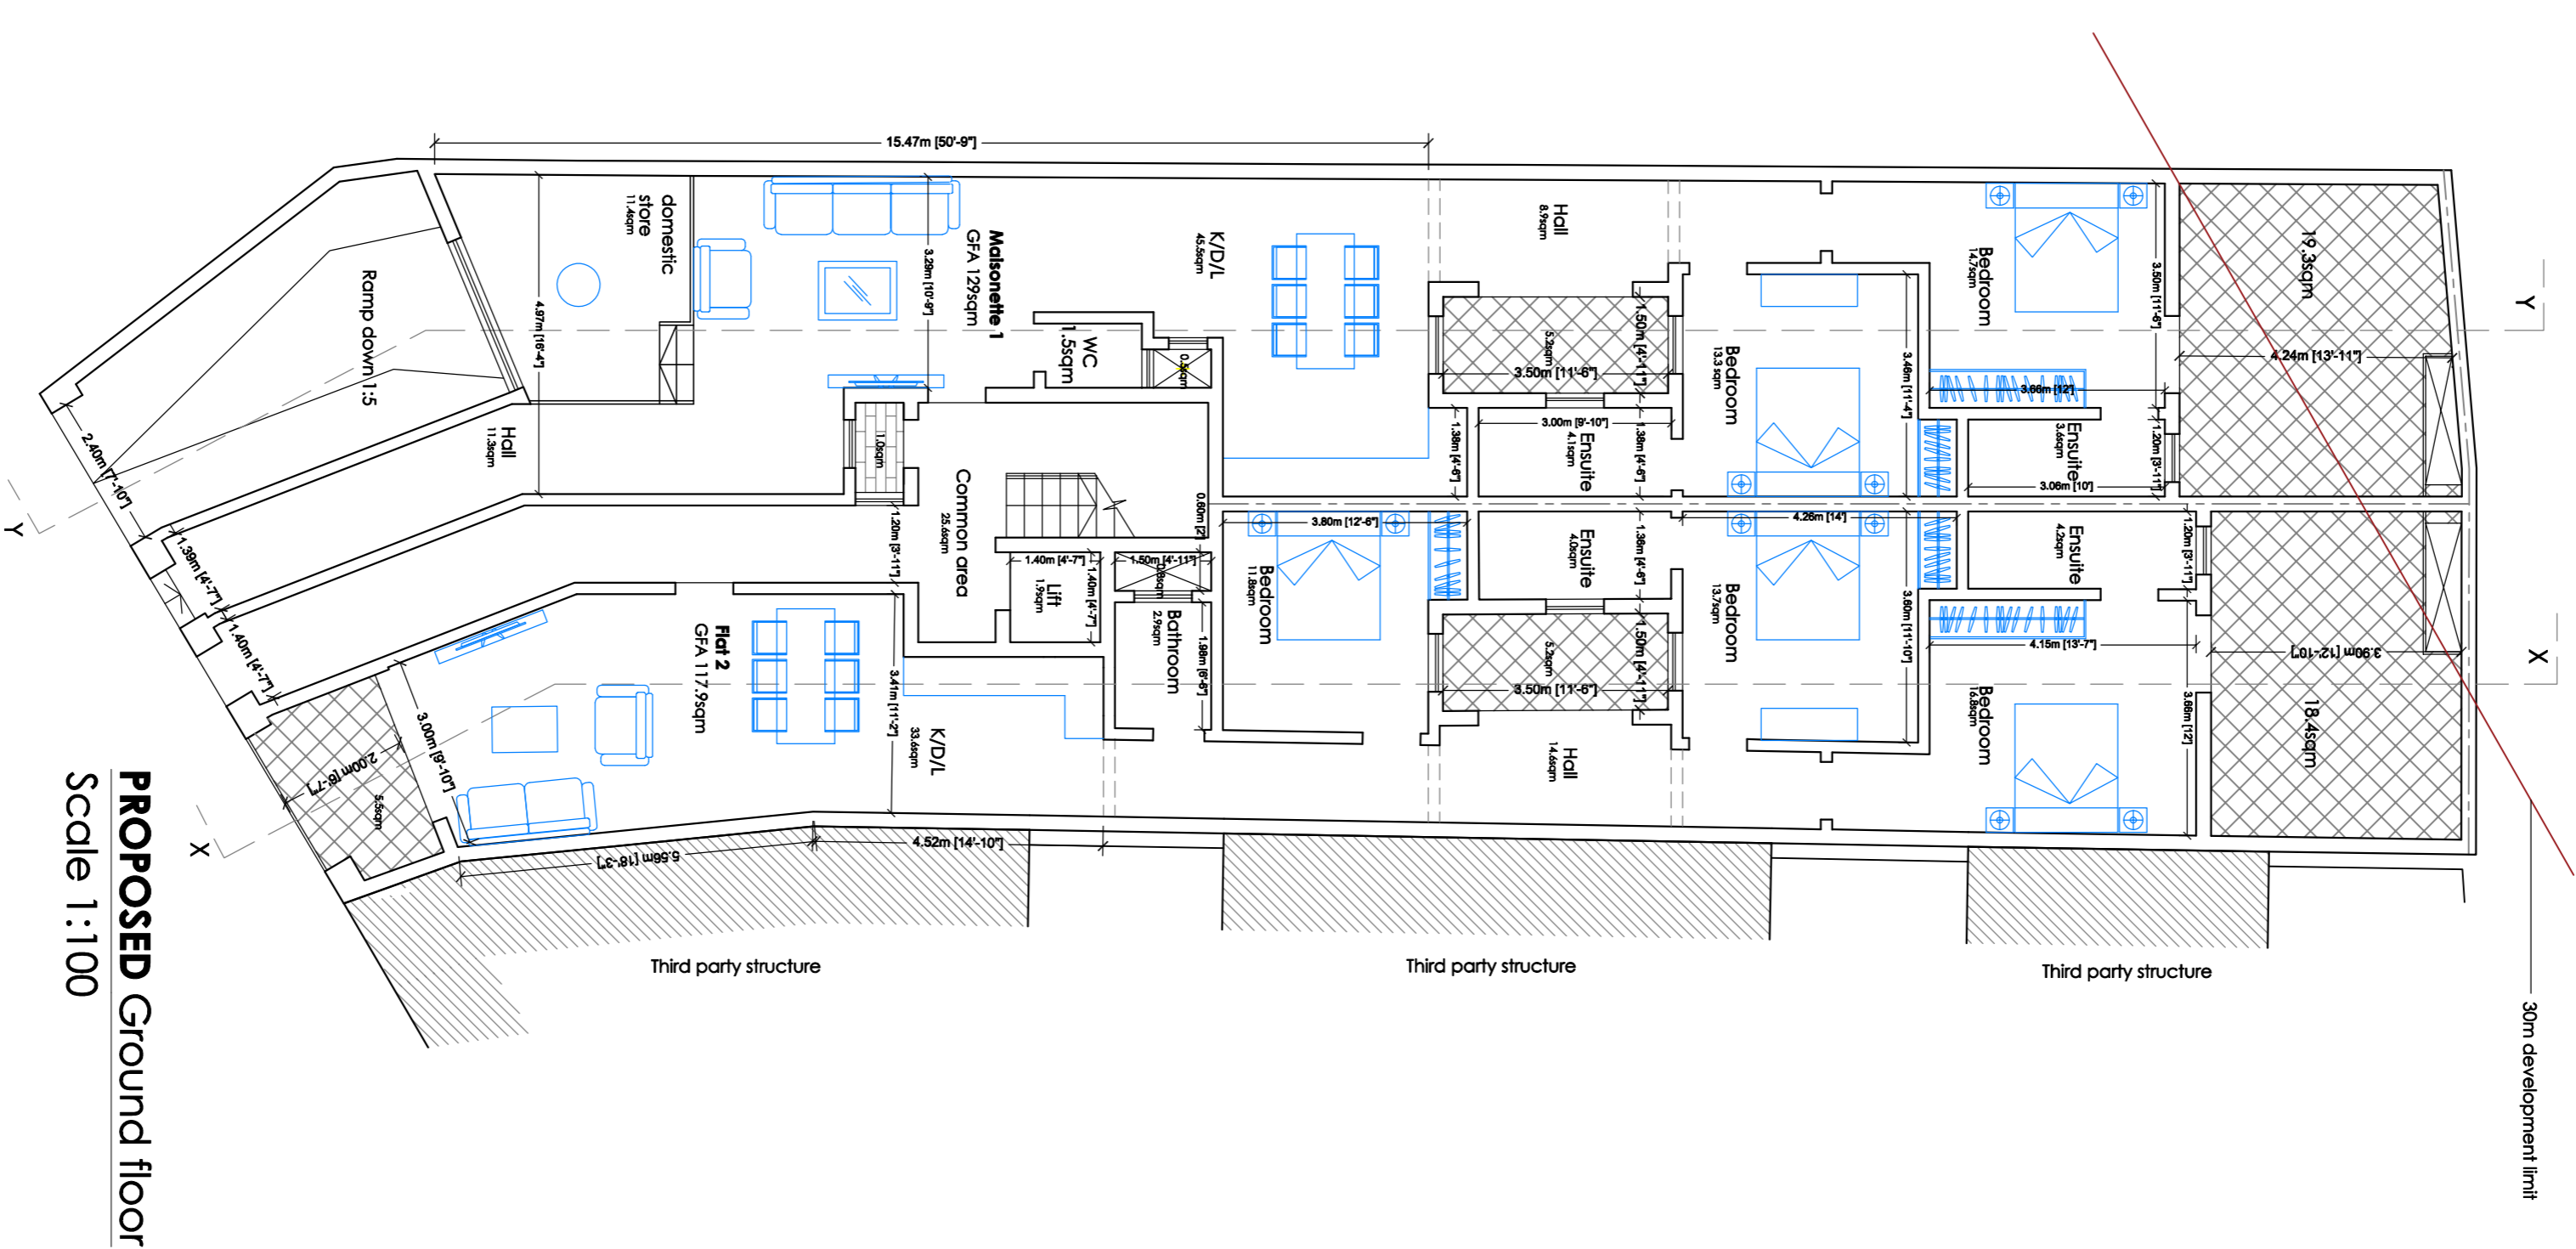 PROPOSED Ground floor
Scale 1:100
30m development limit
Third party structure
Third party structure
Third party structure
Y
Y
X
X
15.47m [50'-9"]
Ramp down 1:5
2.40m [7'-10"]
1.39m [4'-7"]
1.40m [4'-7"]
domestic
store
11.4sqm
4.97m [16'-4"]
Hall
11.3sqm
3.29m [10'-9"]
Maisonette 1
GFA 129sqm
WC
1.5sqm
K/D/L
45.5sqm
1.0sqm
Common area
25.6sqm
1.20m [3'-11"]
0.60m [2']
Lift
1.9sqm
1.40m [4'-7"]
1.40m [4'-7"]
1.50m [4'-11"]
Bathroom
2.9sqm
1.98m [6'-6"]
Flat 2
GFA 117.9sqm
K/D/L
33.6sqm
3.41m [11'-2"]
3.00m [9'-10"]
2.00m [6'-7"]
5.5sqm
5.56m [18'-3"]
4.52m [14'-10"]
Hall
8.9sqm
5.2sqm
1.50m [4'-11"]
3.50m [11'-6"]
1.38m [4'-6"]
3.00m [9'-10"]
1.38m [4'-6"]
Ensuite
4.1sqm
Bedroom
13.3 sqm
3.46m [11'-4"]
Bedroom
14.7sqm
3.50m [11'-6"]
3.66m [12']
Ensuite
3.6sqm
1.20m [3'-11"]
3.06m [10']
19.3sqm
4.24m [13'-11"]
Bedroom
11.8sqm
3.80m [12'-6"]
Ensuite
4.0sqm
1.36m [4'-6"]
5.2sqm
1.50m [4'-11"]
3.50m [11'-6"]
Hall
14.6sqm
4.26m [14']
Bedroom
13.7sqm
3.60m [11'-10"]
Ensuite
4.2sqm
1.20m [3'-11"]
4.15m [13'-7"]
Bedroom
16.8sqm
3.66m [12']
3.90m [12'-10"]
18.4sqm